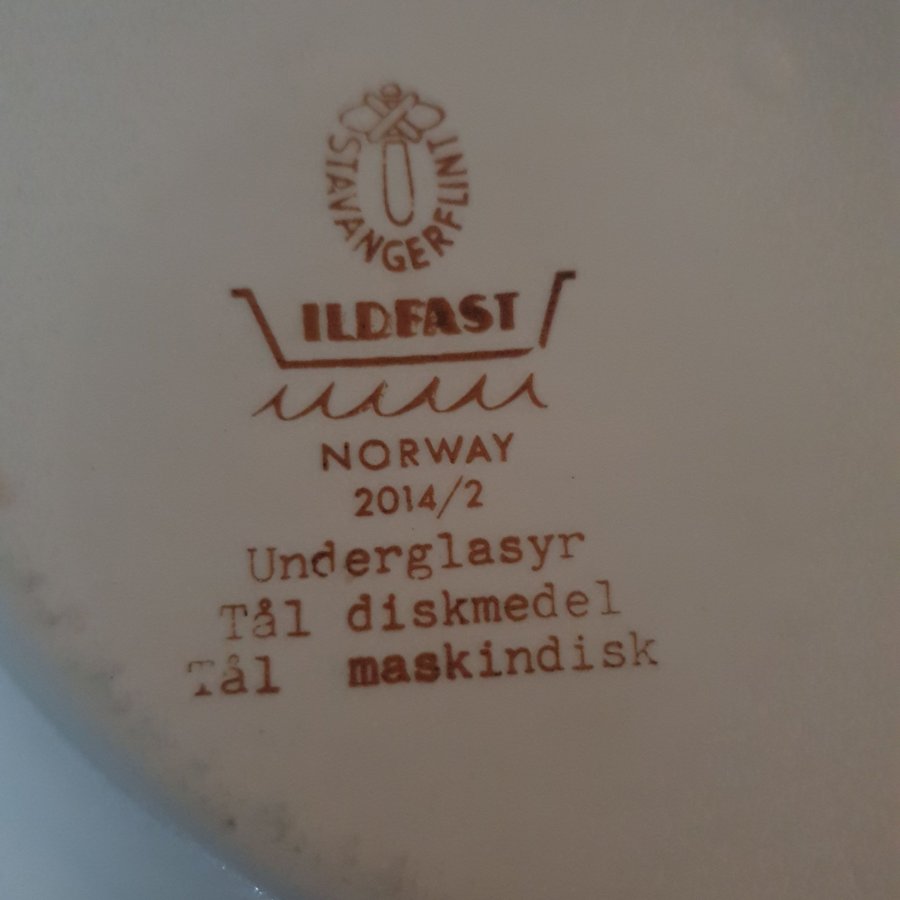 STAVANGERFLINT
ILDFAST
NORWAY
2014/2
Underglasyr
Tål diskmedel
Tål maskindisk